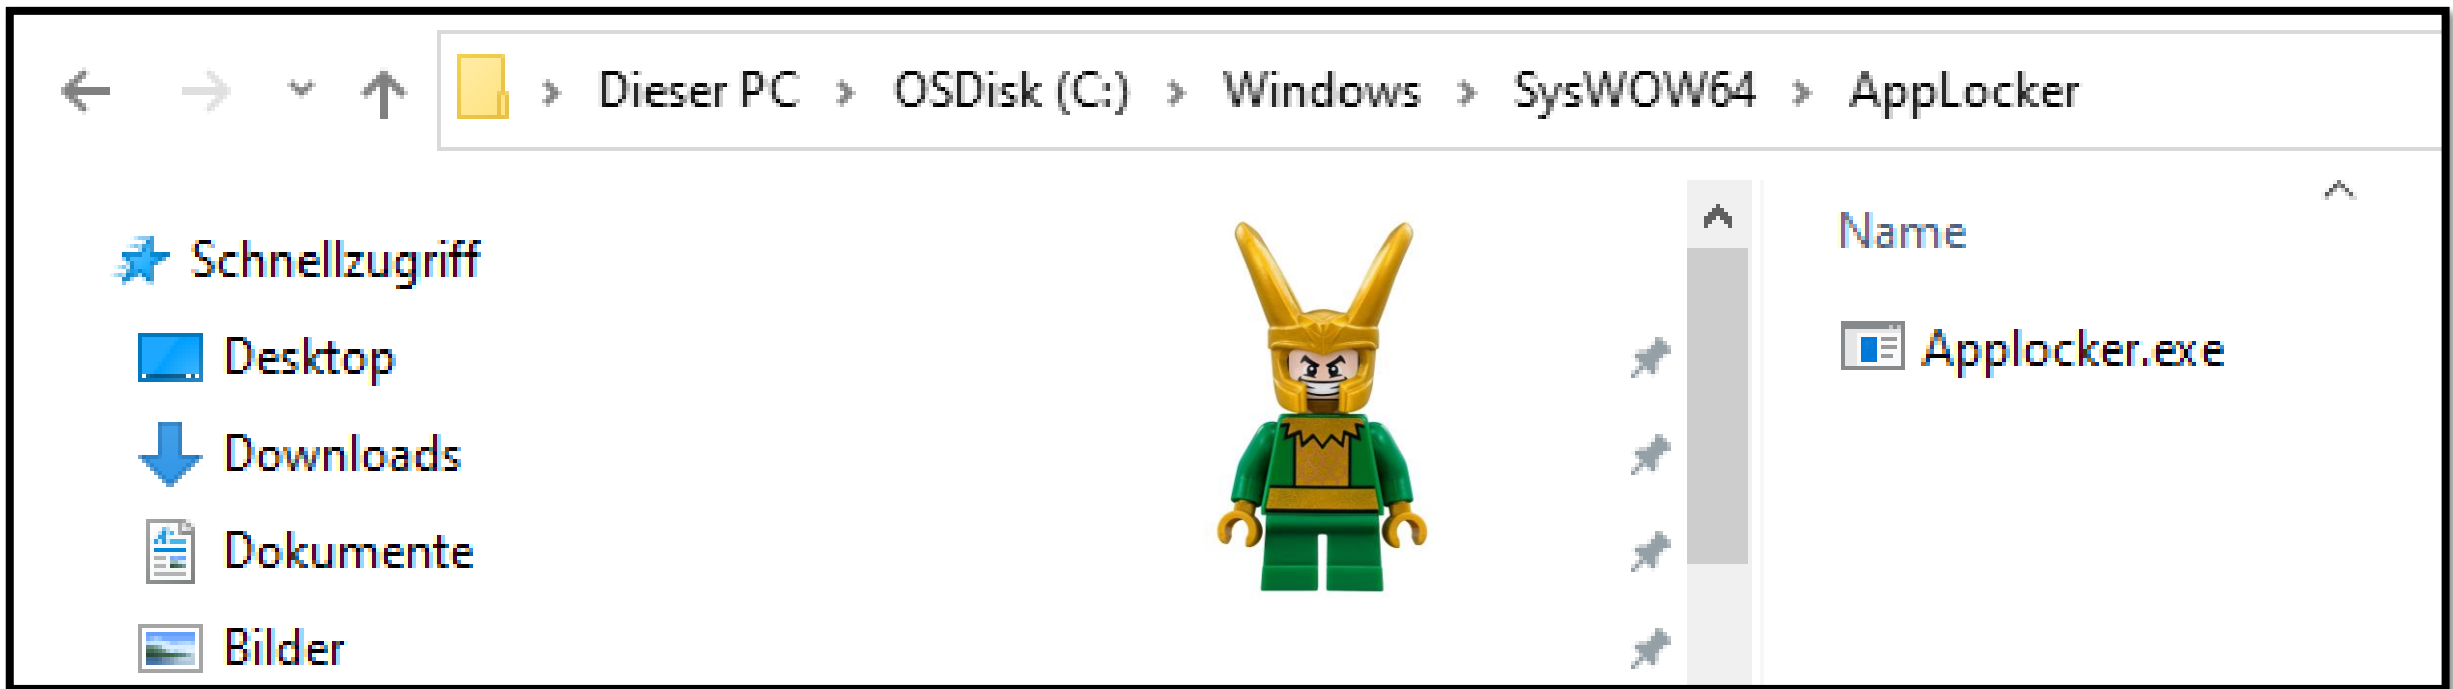 Dieser PC > OSDisk (C:) > Windows > SysWOW64 > AppLocker
Schnellzugriff
Desktop
Downloads
Dokumente
Bilder
Name
Applocker.exe